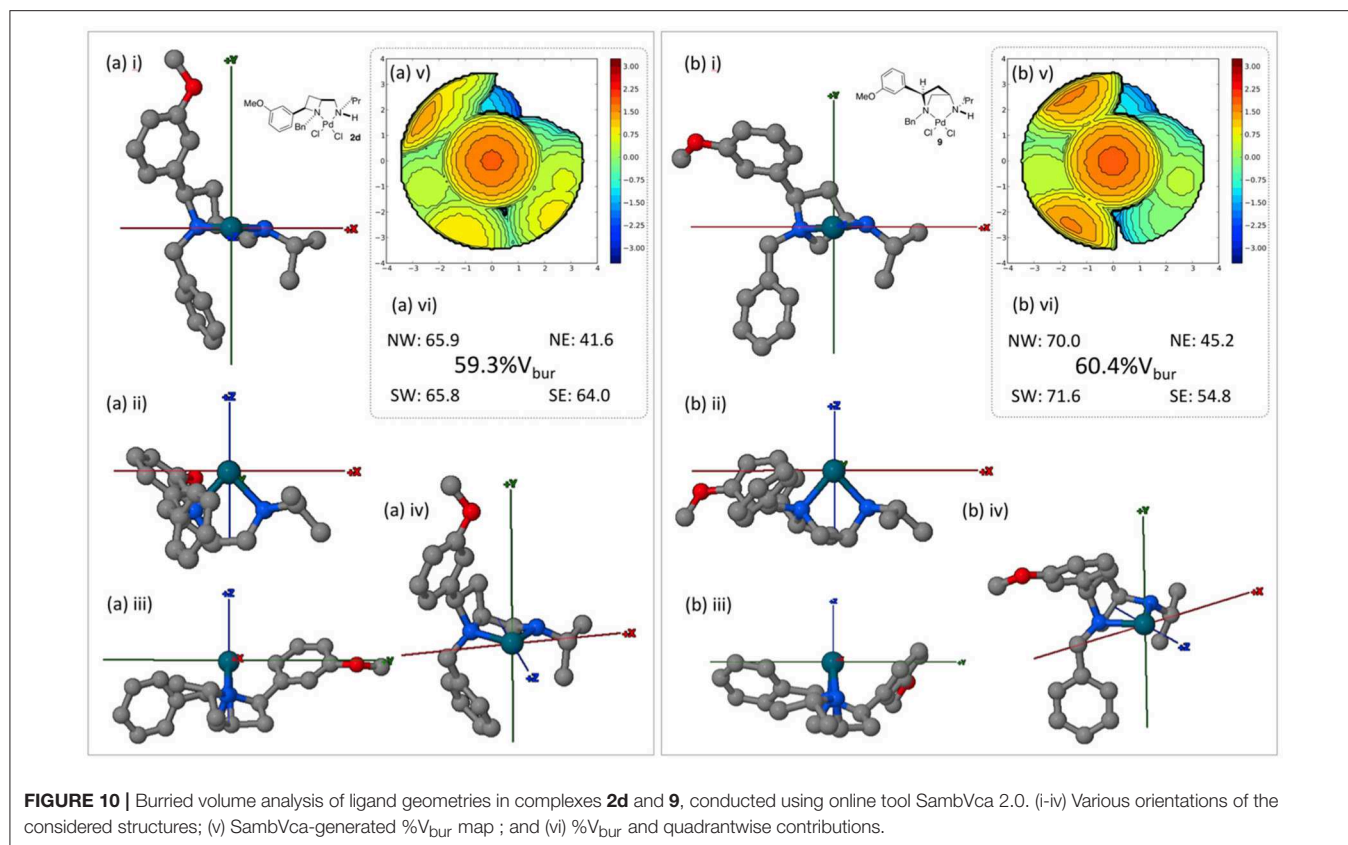 (a) i)
+Y
+X
MeO
N
N
iPr
H
Bn
Pd
Cl
Cl
2d
(a) v)
4
3
2
1
0
−1
−2
−3
−4
−4 −3 −2 −1 0 1 2 3 4
3.00
2.25
1.50
0.75
0.00
−0.75
−1.50
−2.25
−3.00
(a) vi)
NW: 65.9 NE: 41.6
59.3%Vbur
SW: 65.8 SE: 64.0
(a) ii)
+Z
+X
Y
(a) iii)
+Z
+X
+Y
(a) iv)
+Y
+X
+Z
(b) i)
+Y
+X
H
MeO
N
N
iPr
H
Bn
Pd
Cl
Cl
9
(b) v)
4
3
2
1
0
−1
−2
−3
−4
−4 −3 −2 −1 0 1 2 3 4
3.00
2.25
1.50
0.75
0.00
−0.75
−1.50
−2.25
−3.00
(b) vi)
NW: 70.0 NE: 45.2
60.4%Vbur
SW: 71.6 SE: 54.8
(b) ii)
+Z
+X
(b) iii)
+Z
+Y
(b) iv)
+Y
+X
+Z
FIGURE 10 | Burried volume analysis of ligand geometries in complexes 2d and 9, conducted using online tool SambVca 2.0. (i-iv) Various orientations of the
considered structures; (v) SambVca-generated %Vbur map ; and (vi) %Vbur and quadrantwise contributions.